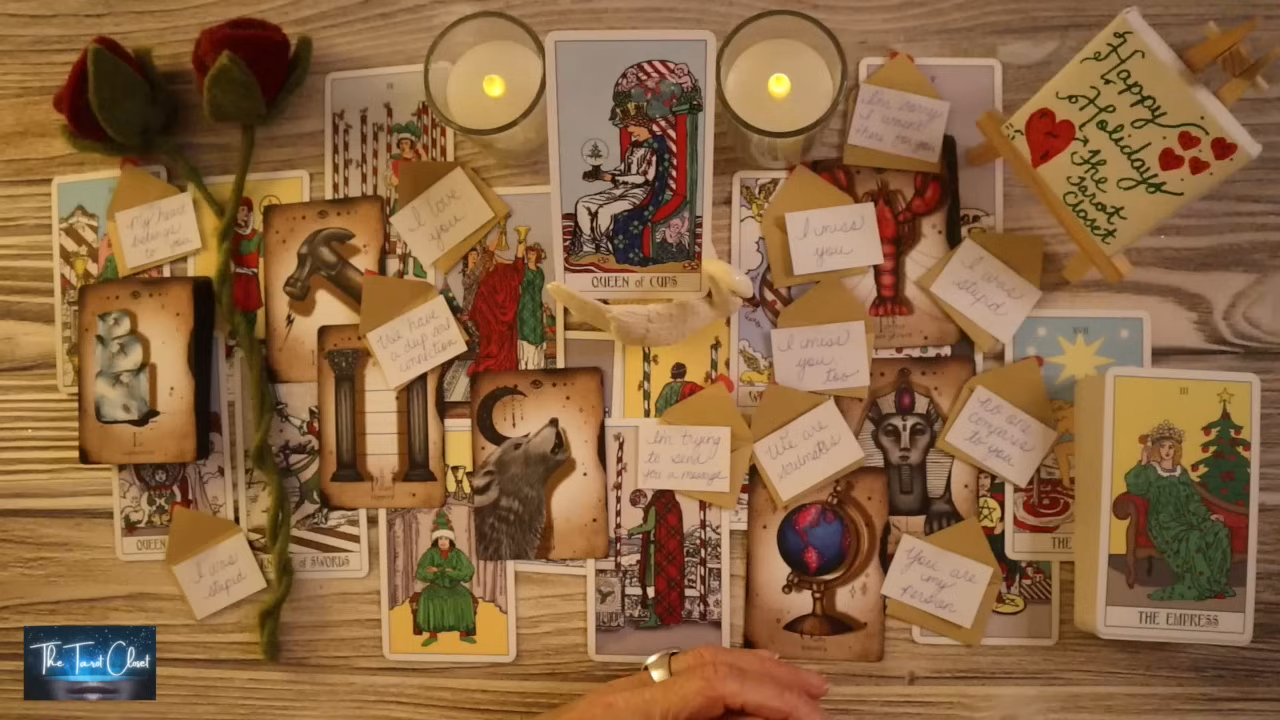 Happy
Holidays
The
Tarot
Closet
I'm sorry
I wasn't
there for you
My heart
belongs
to you
I love
you
I miss
you
I was
stupid
QUEEN of CUPS
We have
a deep
connection
I miss
you,
too
XVII
III
I'm trying
to send
you a message
We are
soulmates
No one
compares
to you
QUEEN
of SWORDS
THE
I was
stupid
You are
my
person
THE EMPRESS
The Tarot Closet